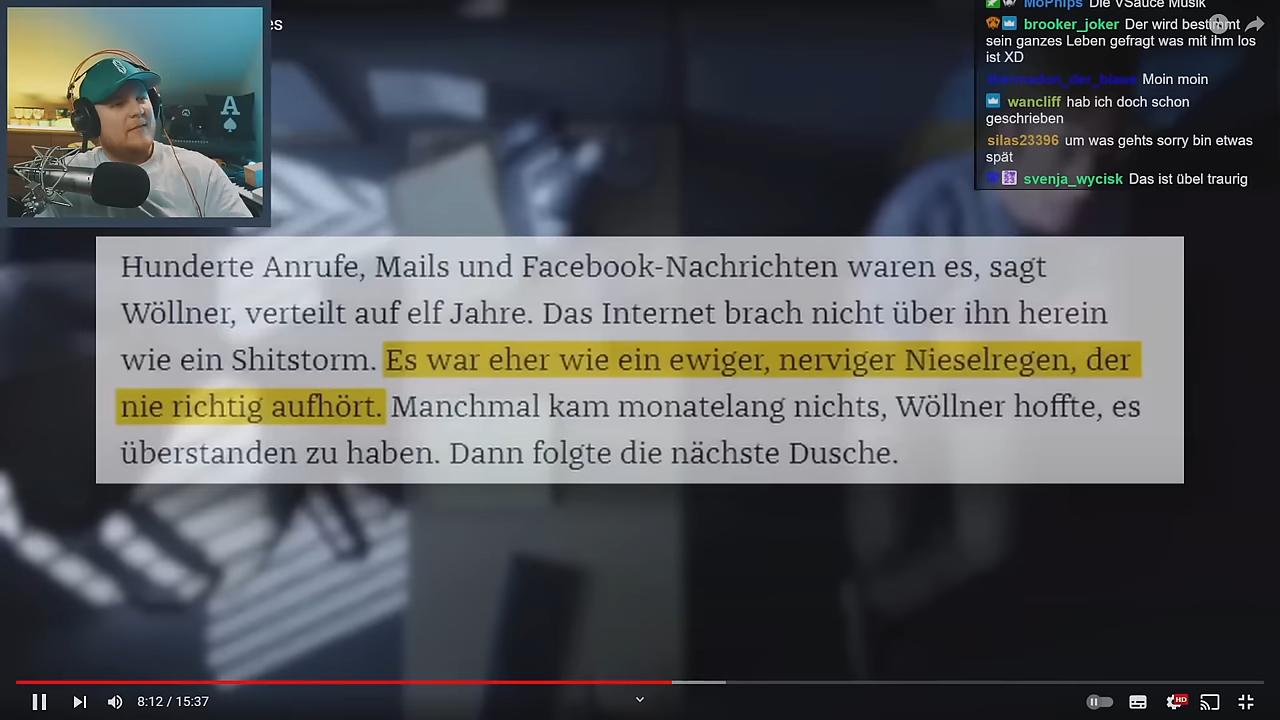 es
A
MoPhips Die VSauce Musik
brooker_joker Der wird bestimmt
sein ganzes Leben gefragt was mit ihm los
ist XD
Moin moin
wancliff hab ich doch schon
geschrieben
silas23396 um was gehts sorry bin etwas
spät
svenja_wycisk Das ist übel traurig
Hunderte Anrufe, Mails und Facebook-Nachrichten waren es, sagt
Wöllner, verteilt auf elf Jahre. Das Internet brach nicht über ihn herein
wie ein Shitstorm. Es war eher wie ein ewiger, nerviger Nieselregen, der
nie richtig aufhört. Manchmal kam monatelang nichts, Wöllner hoffte, es
überstanden zu haben. Dann folgte die nächste Dusche.
8:12 / 15:37
HD